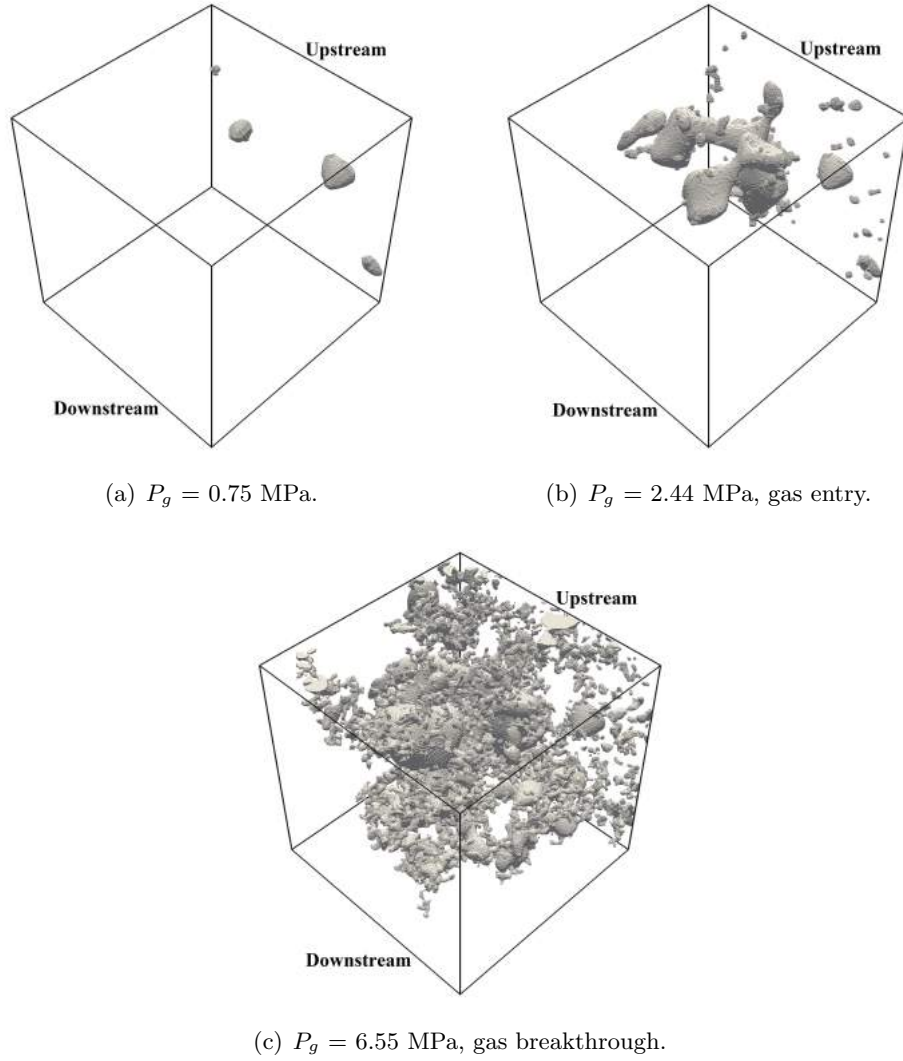 Upstream
Upstream
Downstream
Downstream
(a) P_g = 0.75 MPa.
(b) P_g = 2.44 MPa, gas entry.
Upstream
Downstream
(c) P_g = 6.55 MPa, gas breakthrough.